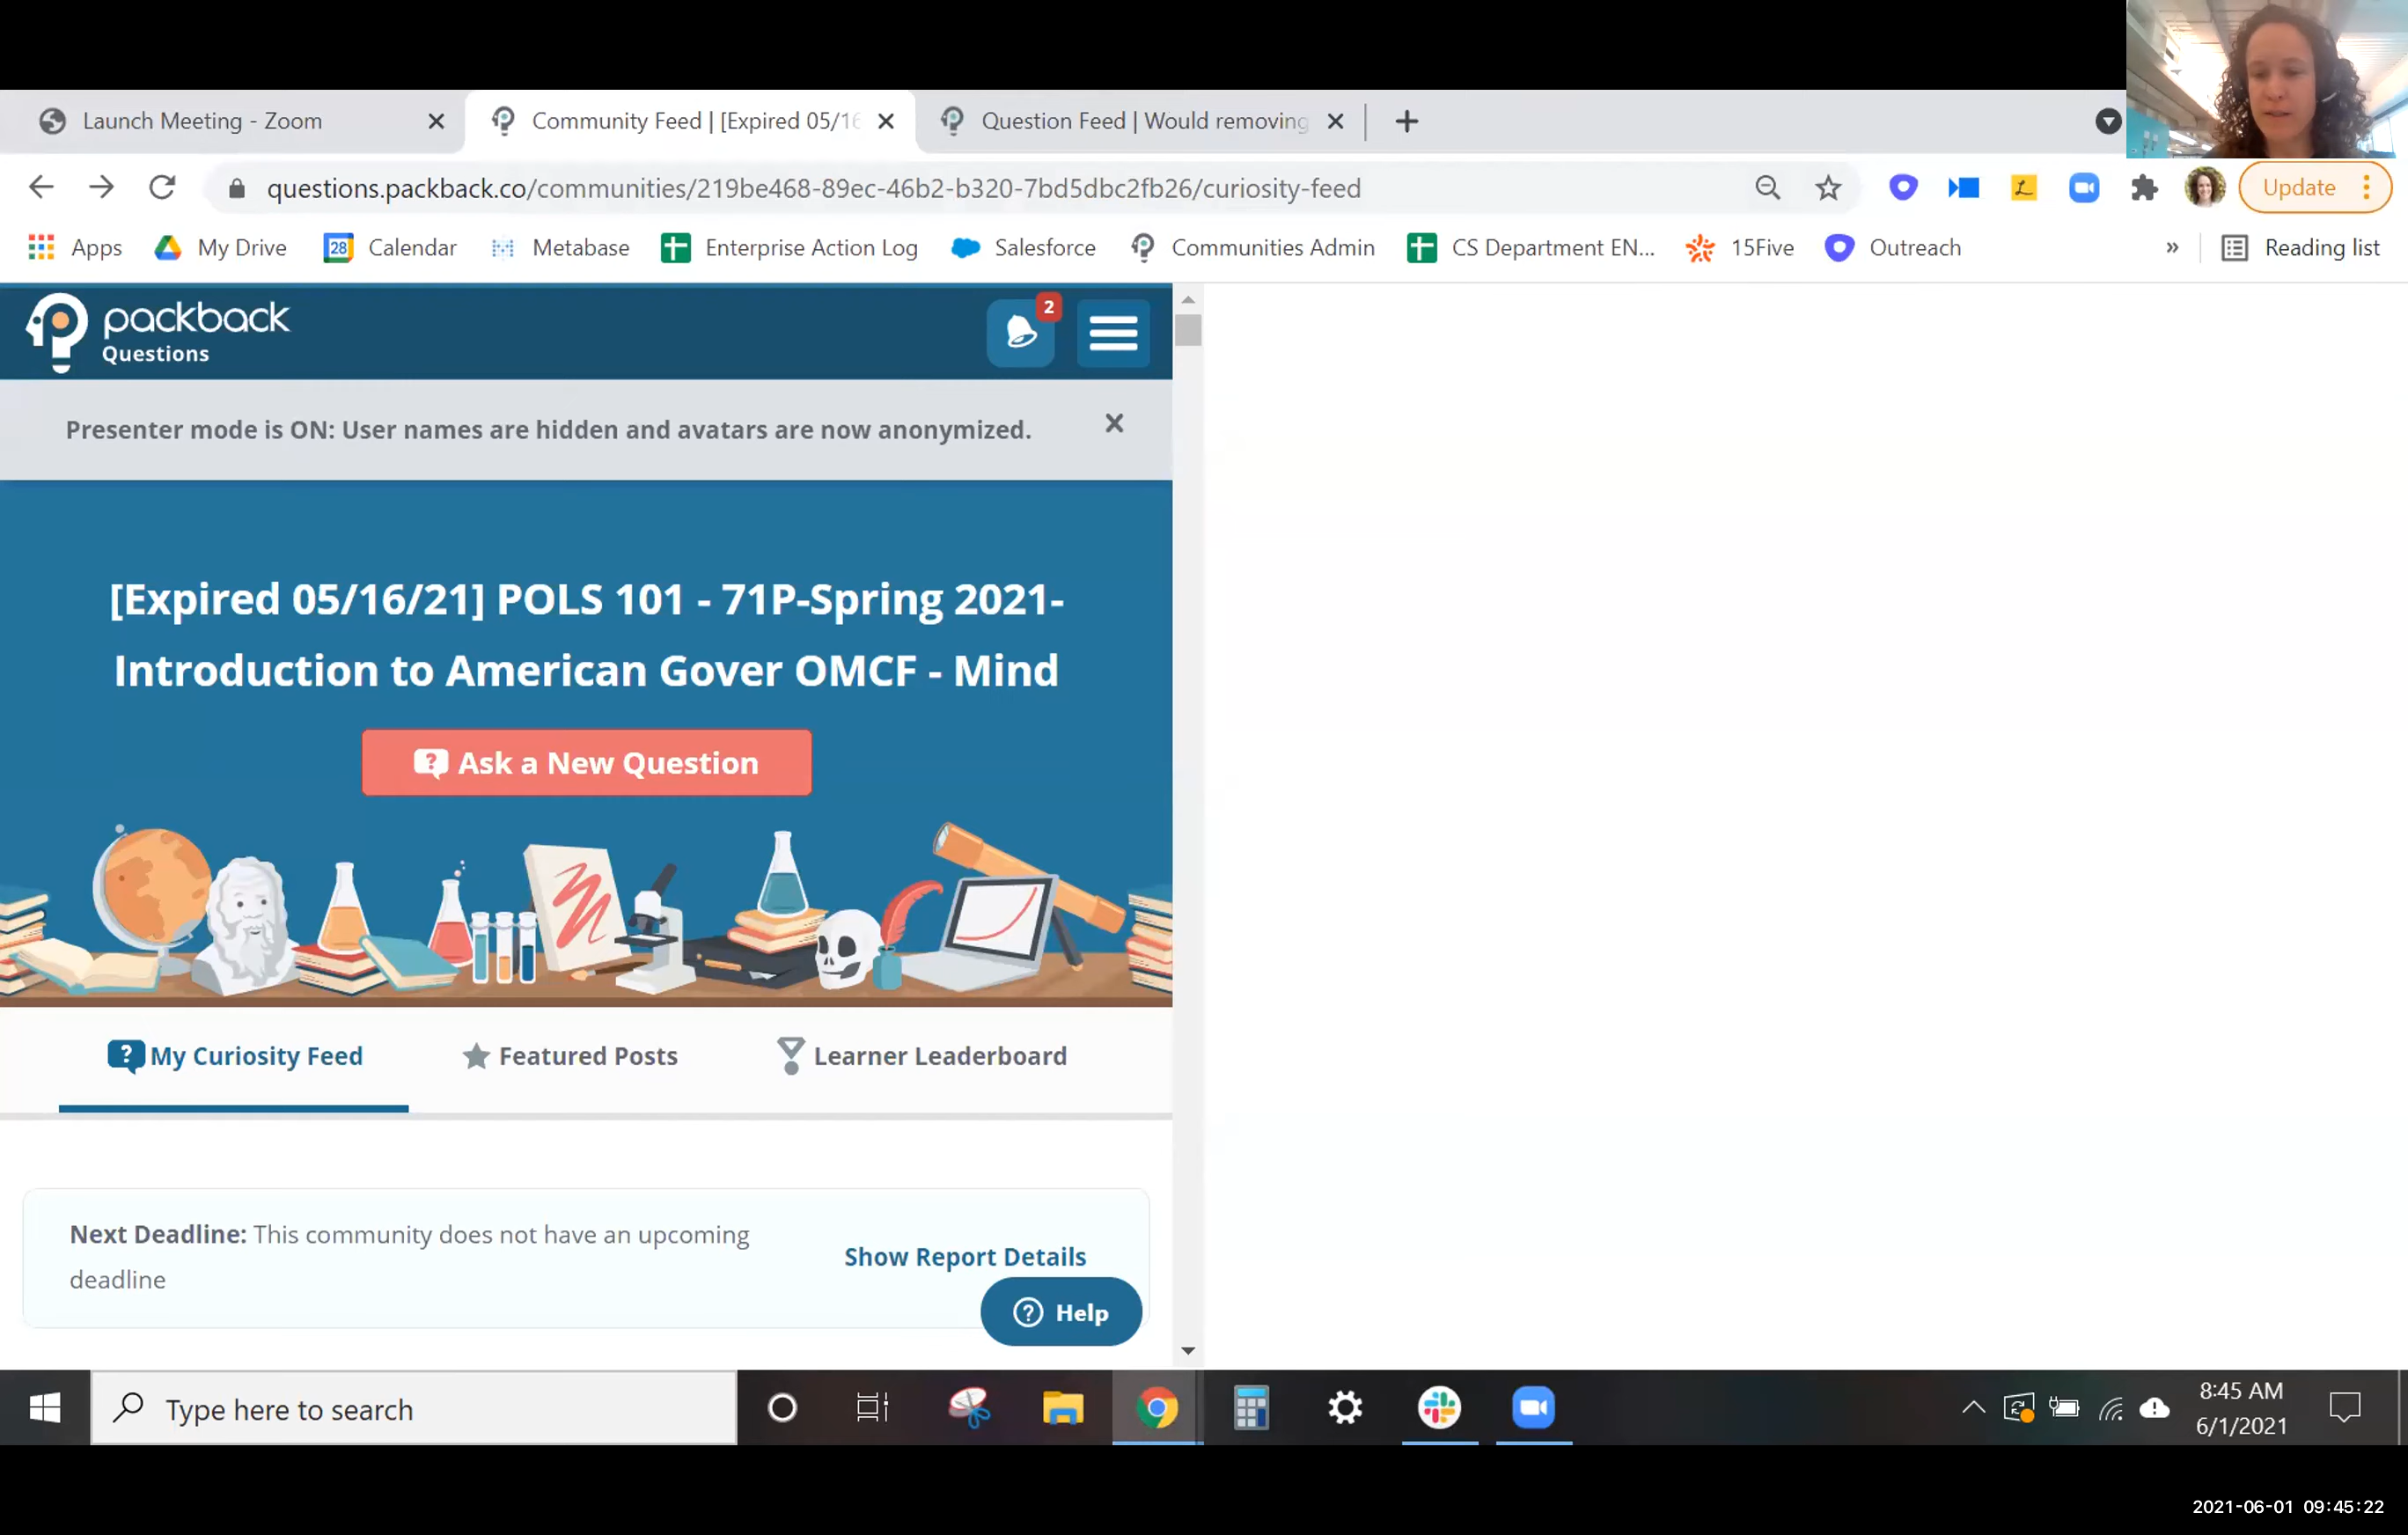 Launch Meeting - Zoom
Community Feed | [Expired 05/16
Question Feed | Would removing
questions.packback.co/communities/219be468-89ec-46b2-b320-7bd5dbc2fb26/curiosity-feed
Update
Apps
My Drive
28
Calendar
Metabase
Enterprise Action Log
Salesforce
Communities Admin
CS Department EN...
15Five
Outreach
»
Reading list
packback
Questions
2
Presenter mode is ON: User names are hidden and avatars are now anonymized.
[Expired 05/16/21] POLS 101 - 71P-Spring 2021-
Introduction to American Gover OMCF - Mind
Ask a New Question
My Curiosity Feed
Featured Posts
Learner Leaderboard
Next Deadline: This community does not have an upcoming
deadline
Show Report Details
Help
Type here to search
8:45 AM
6/1/2021
2021-06-01 09:45:22